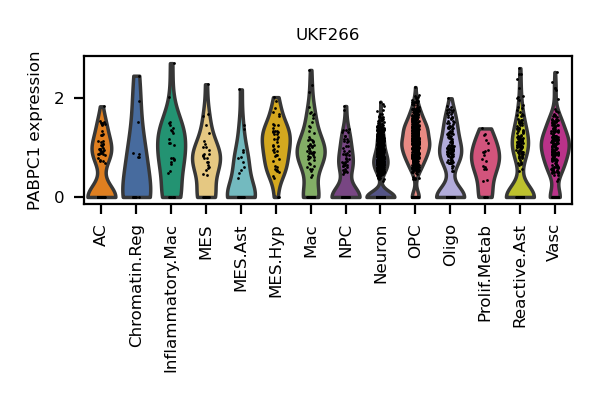 UKF266
PABPC1 expression
2
0
AC
Chromatin.Reg
Inflammatory.Mac
MES
MES.Ast
MES.Hyp
Mac
NPC
Neuron
OPC
Oligo
Prolif.Metab
Reactive.Ast
Vasc